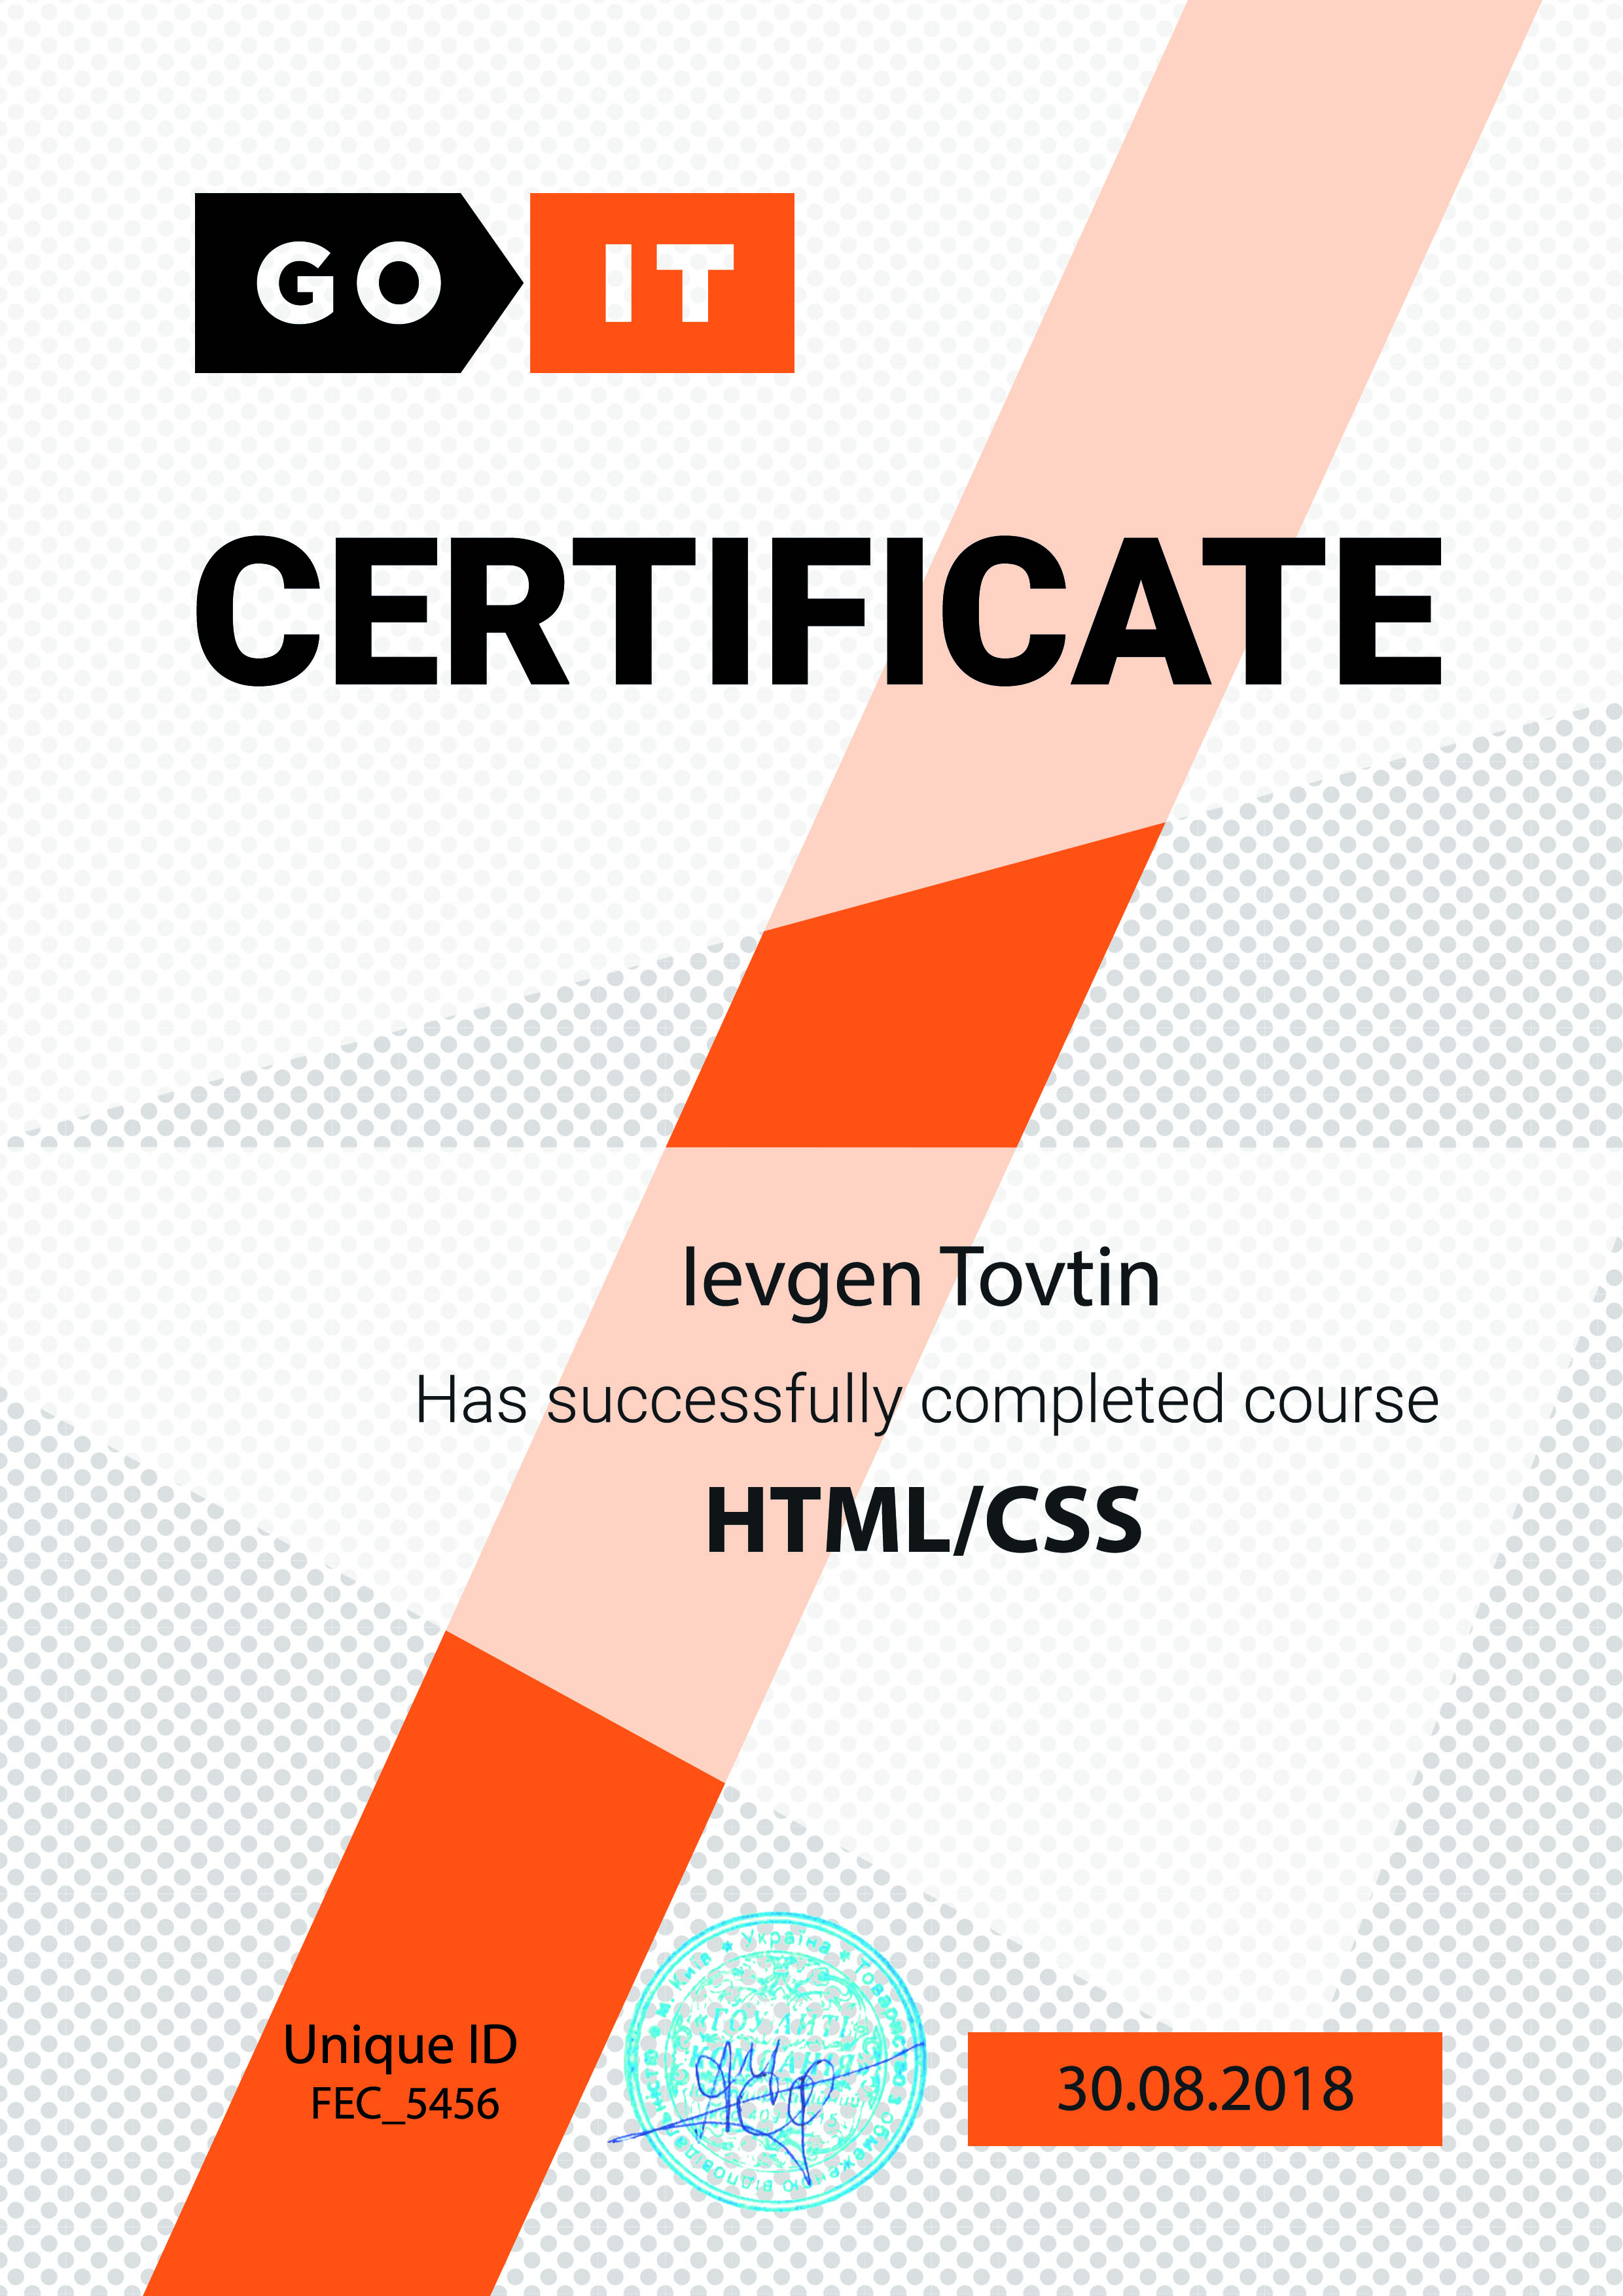 GO IT
CERTIFICATE
Ievgen Tovtin
Has successfully completed course
HTML/CSS
Unique ID
FEC_5456
м. Київ * Україна * Товариство з обмеженою відповідальністю
«ГОУ АЙТІ
КОМПАНІЯ»
30.08.2018